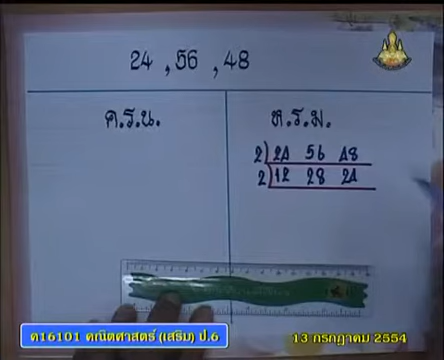 24 , 56 , 48
ค.ร.น.
ห.ร.ม.
2) 24 56 48
2) 12 28 24
ค16101 คณิตศาสตร์ (เสริม) ป.6
13 กรกฎาคม 2554